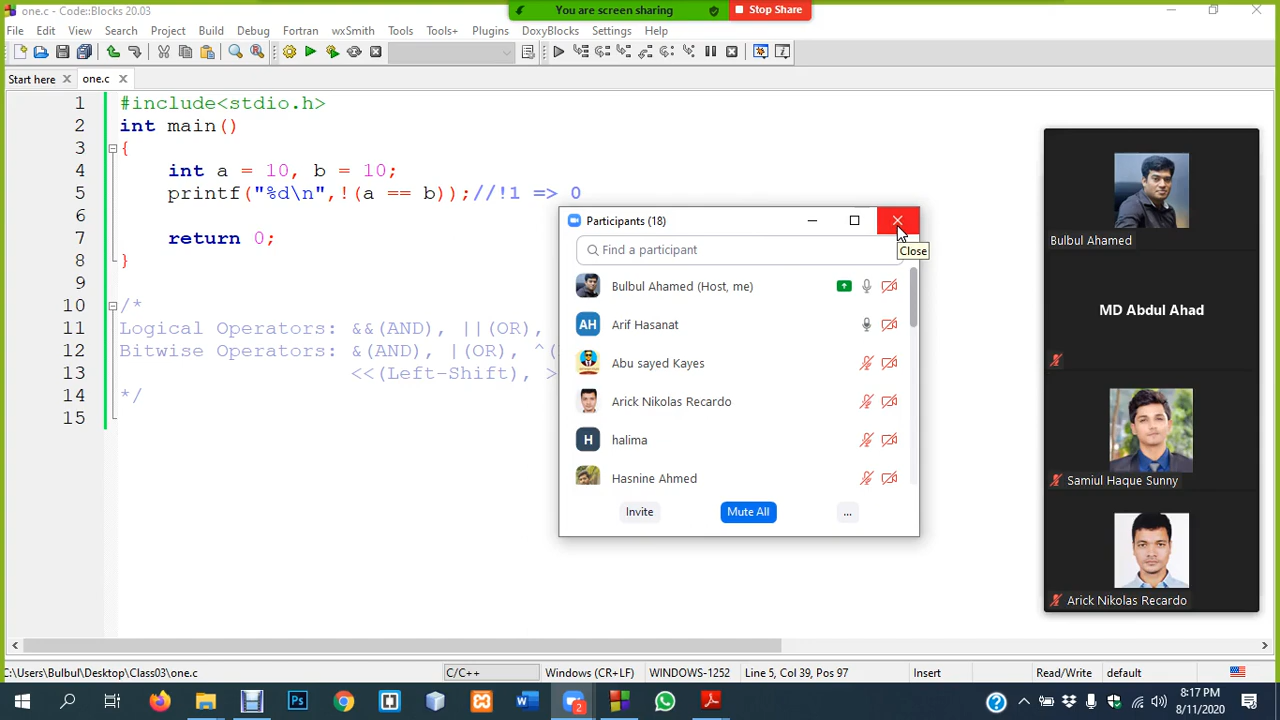 one.c - Code::Blocks 20.03
You are screen sharing
Stop Share
File Edit View Search Project Build Debug Fortran wxSmith Tools Tools+ Plugins DoxyBlocks Settings Help
Start here
one.c
1 #include<stdio.h>
2 int main()
3 {
4 int a = 10, b = 10;
5 printf("%d\n",!(a == b));//!1 => 0
6
7 return 0;
8 }
9
10 /*
11 Logical Operators: &&(AND), ||(OR),
12 Bitwise Operators: &(AND), |(OR), ^(
13 <<(Left-Shift), >
14 */
15
Participants (18)
Close
Find a participant
Bulbul Ahamed (Host, me)
AH Arif Hasanat
Abu sayed Kayes
Arick Nikolas Recardo
H halima
Hasnine Ahmed
Invite
Mute All
...
Bulbul Ahamed
MD Abdul Ahad
Samiul Haque Sunny
Arick Nikolas Recardo
C:\Users\Bulbul\Desktop\Class03\one.c
C/C++
Windows (CR+LF)
WINDOWS-1252
Line 5, Col 39, Pos 97
Insert
Read/Write
default
Ps
W
2
8:17 PM
8/11/2020